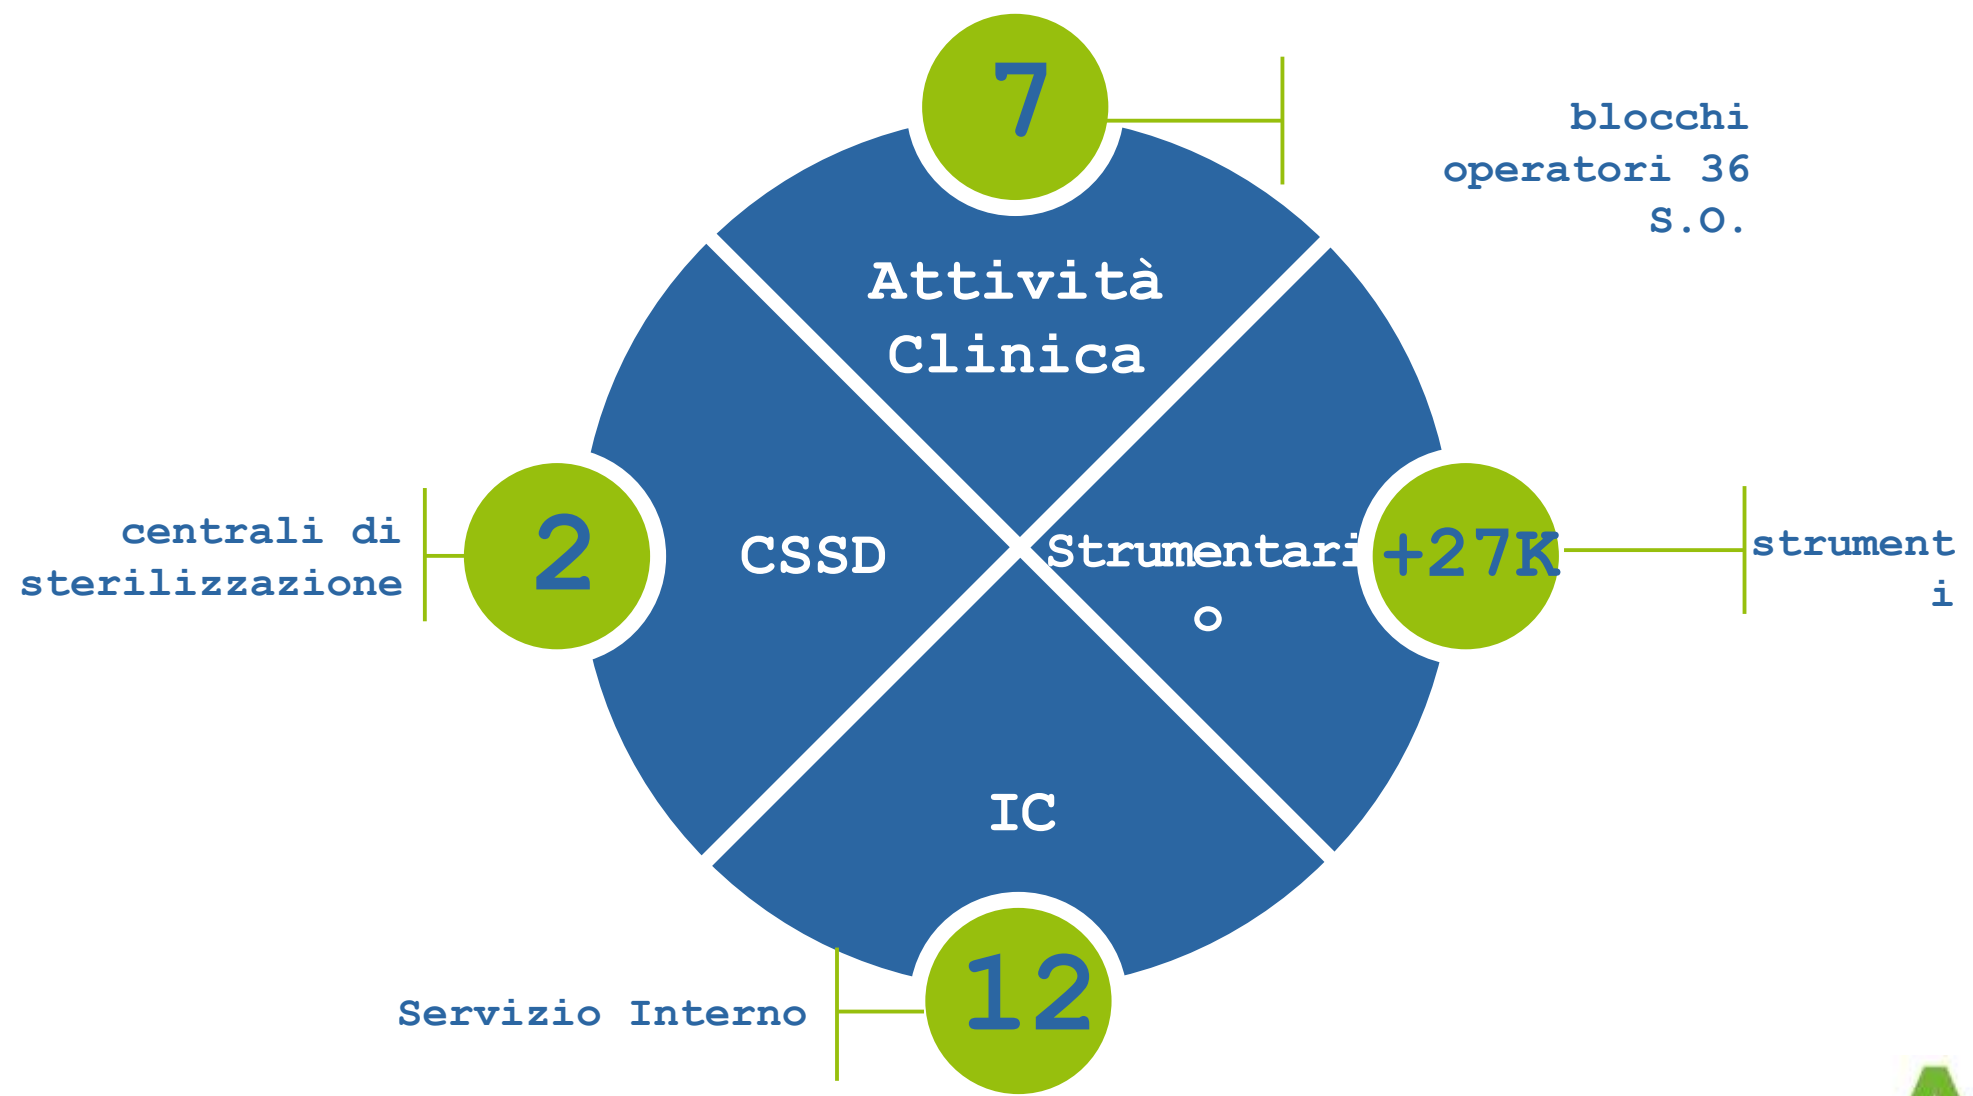 7
blocchi
operatori 36
S.O.
Attività
Clinica
centrali di
sterilizzazione
2
CSSD
Strumentari
o
+27K
strument
i
IC
12
Servizio Interno